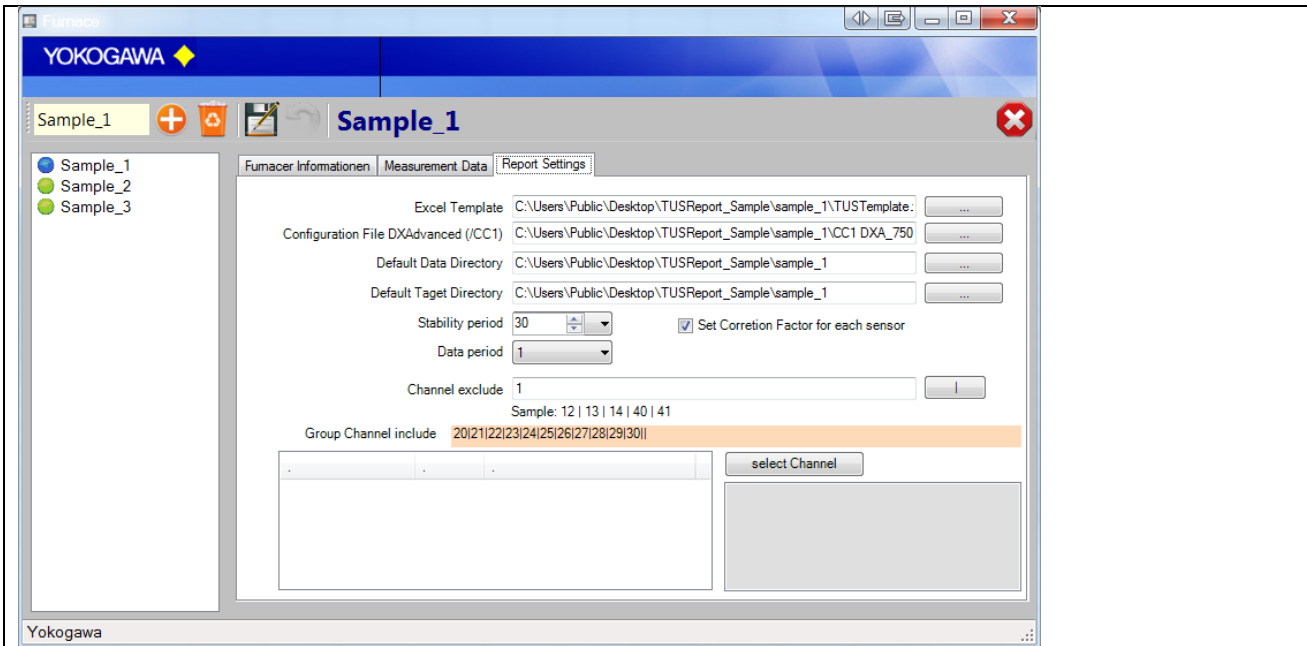 Furnace
YOKOGAWA
Sample_1
Sample_1
Sample_1
Sample_2
Sample_3
Furnacer Informationen
Measurement Data
Report Settings
Excel Template C:\Users\Public\Desktop\TUSReport_Sample\sample_1\TUSTemplate.: ...
Configuration File DXAdvanced (/CC1) C:\Users\Public\Desktop\TUSReport_Sample\sample_1\CC1 DXA_750 ...
Default Data Directory C:\Users\Public\Desktop\TUSReport_Sample\sample_1 ...
Default Taget Directory C:\Users\Public\Desktop\TUSReport_Sample\sample_1 ...
Stability period 30 Set Corretion Factor for each sensor
Data period 1
Channel exclude 1 |
Sample: 12 | 13 | 14 | 40 | 41
Group Channel include 20|21|22|23|24|25|26|27|28|29|30||
. . .
select Channel
Yokogawa